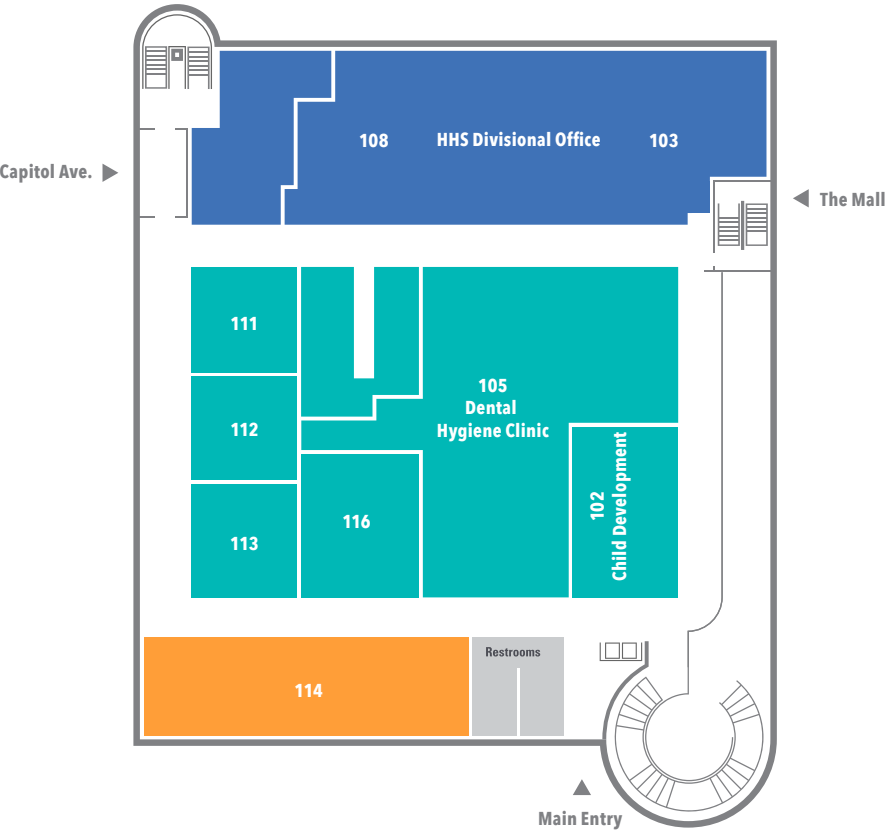 108 HHS Divisional Office 103
Capitol Ave.
The Mall
111
105
Dental
Hygiene Clinic
112
102
Child Development
116
113
Restrooms
114
Main Entry